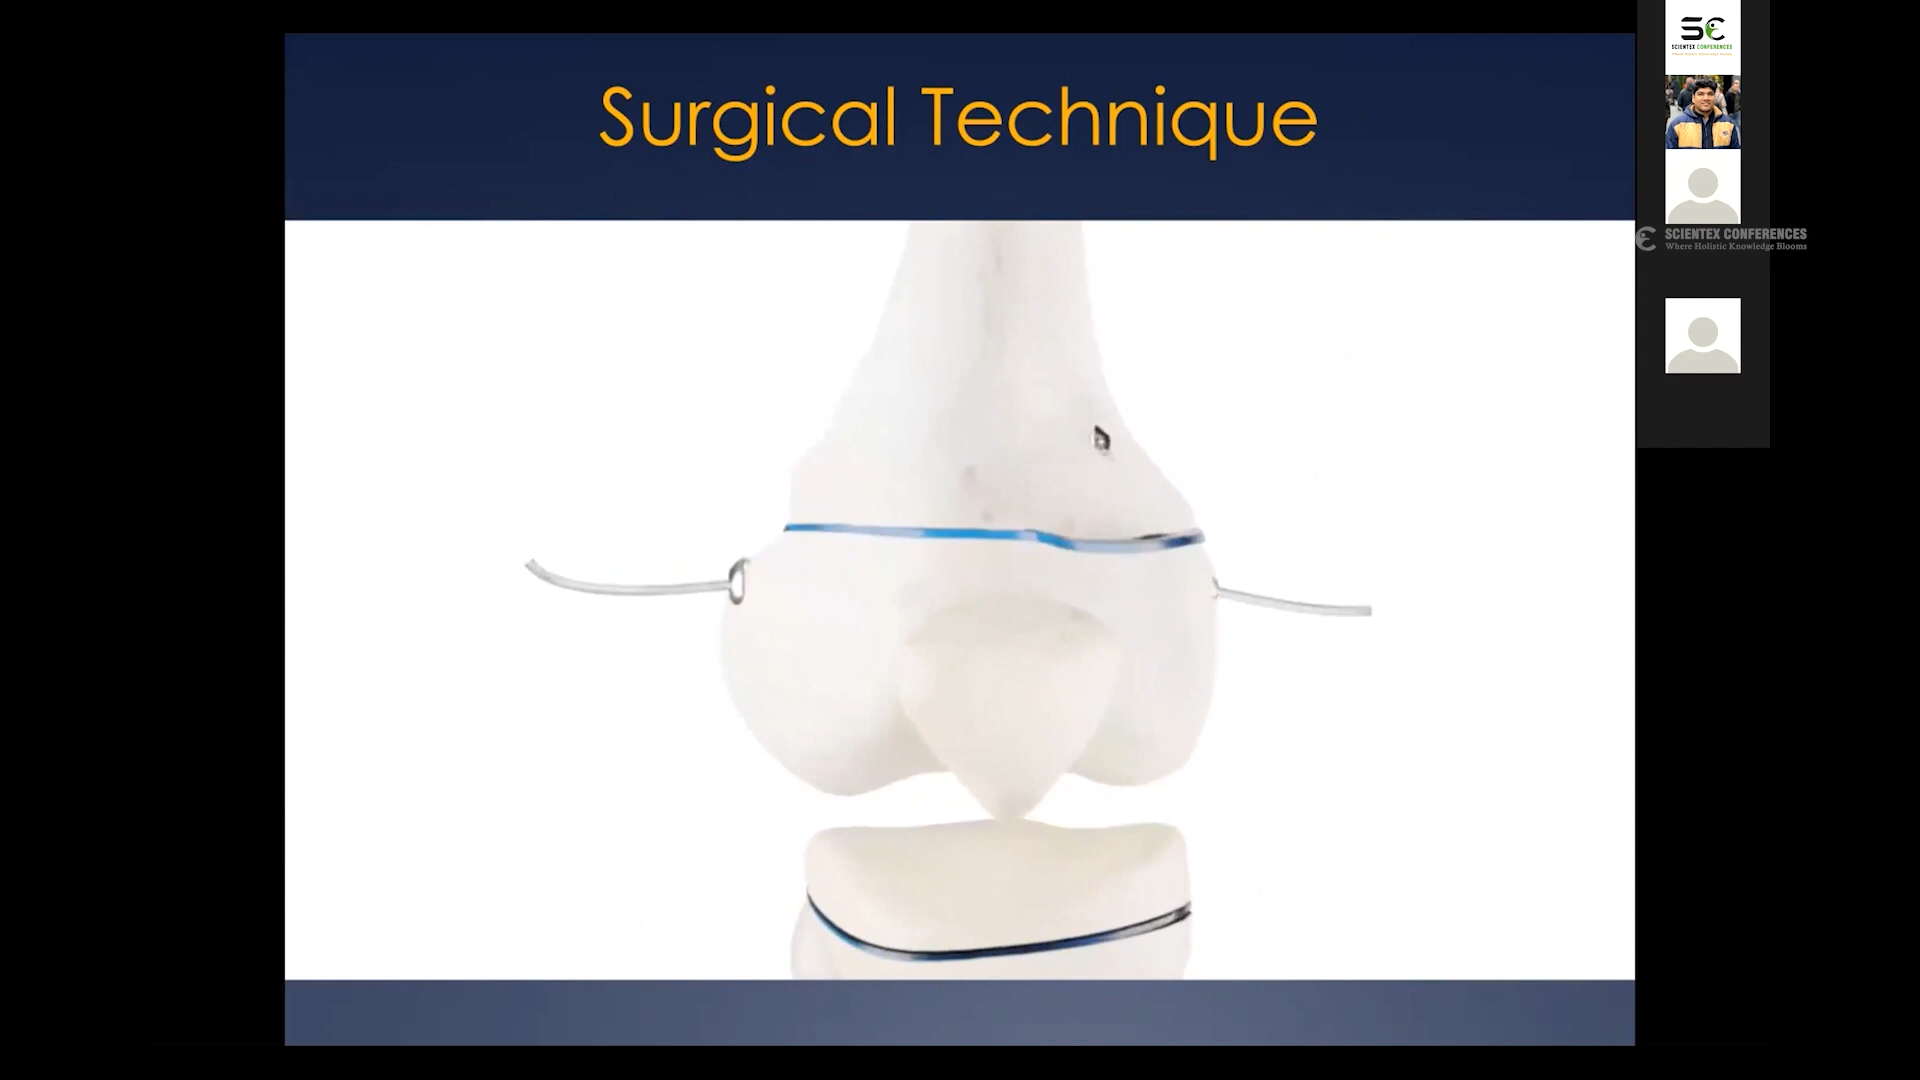 Surgical Technique
SC
SCIENTEX CONFERENCES
SCIENTEX CONFERENCES
Where Holistic Knowledge Blooms